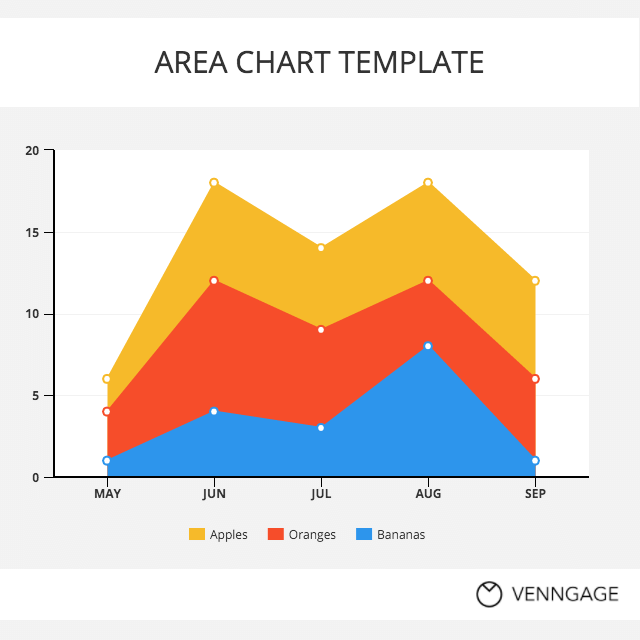 AREA CHART TEMPLATE
20
15
10
5
0
MAY JUN JUL AUG SEP
Apples Oranges Bananas
VENNGAGE